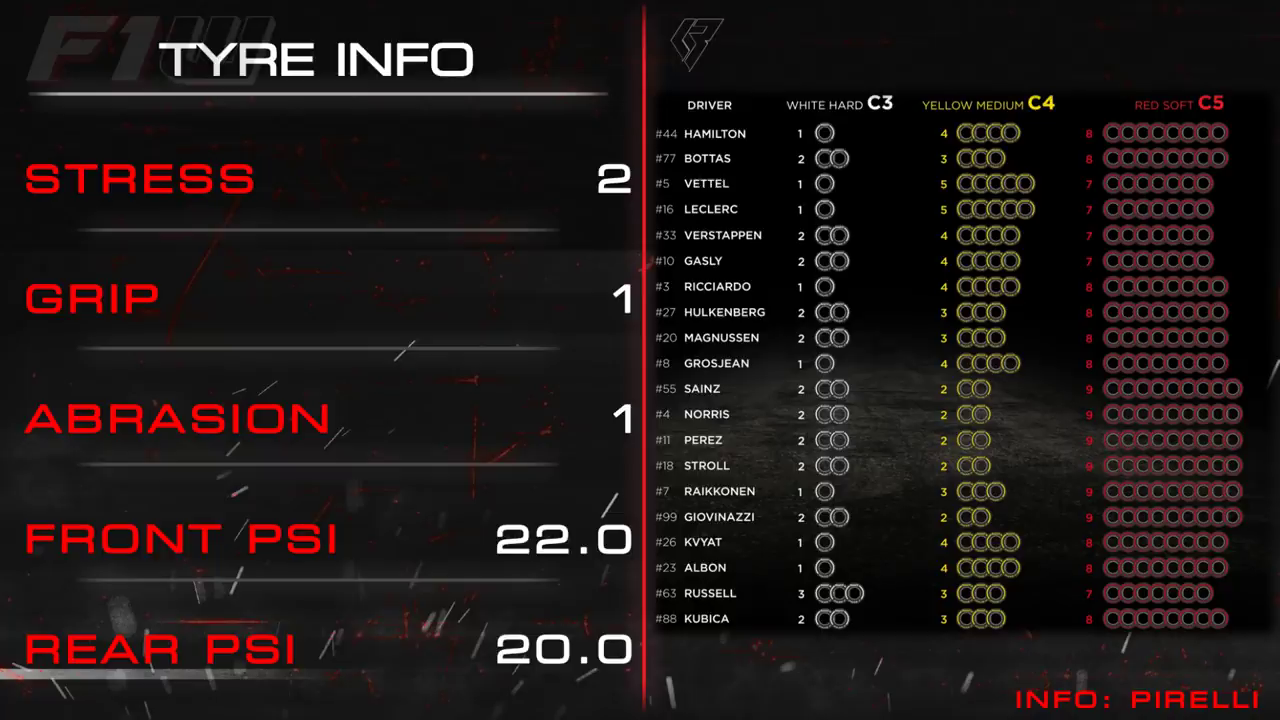 F1W
TYRE INFO
STRESS 2
GRIP 1
ABRASION 1
FRONT PSI 22.0
REAR PSI 20.0
DRIVER WHITE HARD C3 YELLOW MEDIUM C4 RED SOFT C5
#44 HAMILTON 1 4 8
#77 BOTTAS 2 3 8
#5 VETTEL 1 5 7
#16 LECLERC 1 5 7
#33 VERSTAPPEN 2 4 7
#10 GASLY 2 4 7
#3 RICCIARDO 1 4 8
#27 HULKENBERG 2 3 8
#20 MAGNUSSEN 2 3 8
#8 GROSJEAN 1 4 8
#55 SAINZ 2 2 9
#4 NORRIS 2 2 9
#11 PEREZ 2 2 9
#18 STROLL 2 2 9
#7 RAIKKONEN 1 3 9
#99 GIOVINAZZI 2 2 9
#26 KVYAT 1 4 8
#23 ALBON 1 4 8
#63 RUSSELL 3 3 7
#88 KUBICA 2 3 8
INFO: PIRELLI